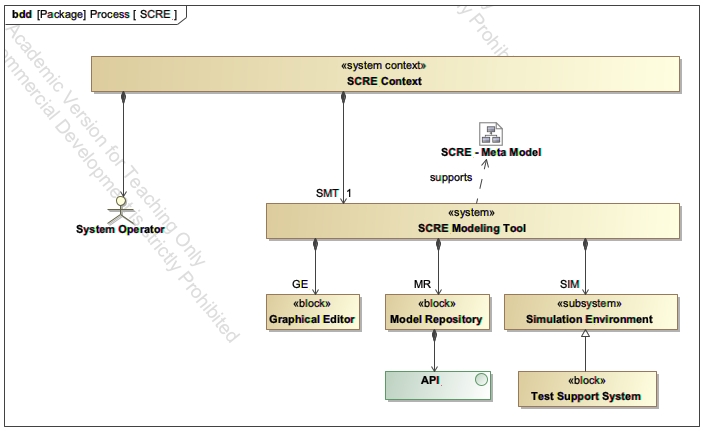 bdd [Package] Process [ SCRE ]
Academic Version for Teaching Only
Commercial Development is strictly Prohibited
y Prohib
«system context»
SCRE Context
SCRE - Meta Model
supports
SMT 1
System Operator
«system»
SCRE Modeling Tool
GE
MR
SIM
«block»
Graphical Editor
«block»
Model Repository
«subsystem»
Simulation Environment
API
«block»
Test Support System